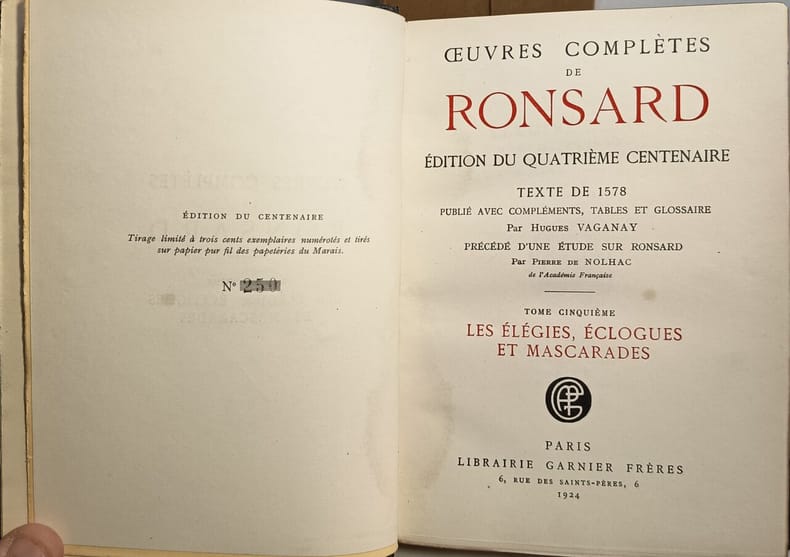 ÉDITION DU CENTENAIRE
Tirage limité à trois cents exemplaires numérotés et tirés
sur papier pur fil des papeteries du Marais.
Nº 250
ŒUVRES COMPLÈTES
DE
RONSARD
ÉDITION DU QUATRIÈME CENTENAIRE
TEXTE DE 1578
PUBLIÉ AVEC COMPLÉMENTS, TABLES ET GLOSSAIRE
Par Hugues VAGANAY
PRÉCÉDÉ D'UNE ÉTUDE SUR RONSARD
Par Pierre de NOLHAC
de l'Académie Française
TOME CINQUIÈME
LES ÉLÉGIES, ÉCLOGUES
ET MASCARADES
PARIS
LIBRAIRIE GARNIER FRÈRES
6, RUE DES SAINTS-PÈRES, 6
1924